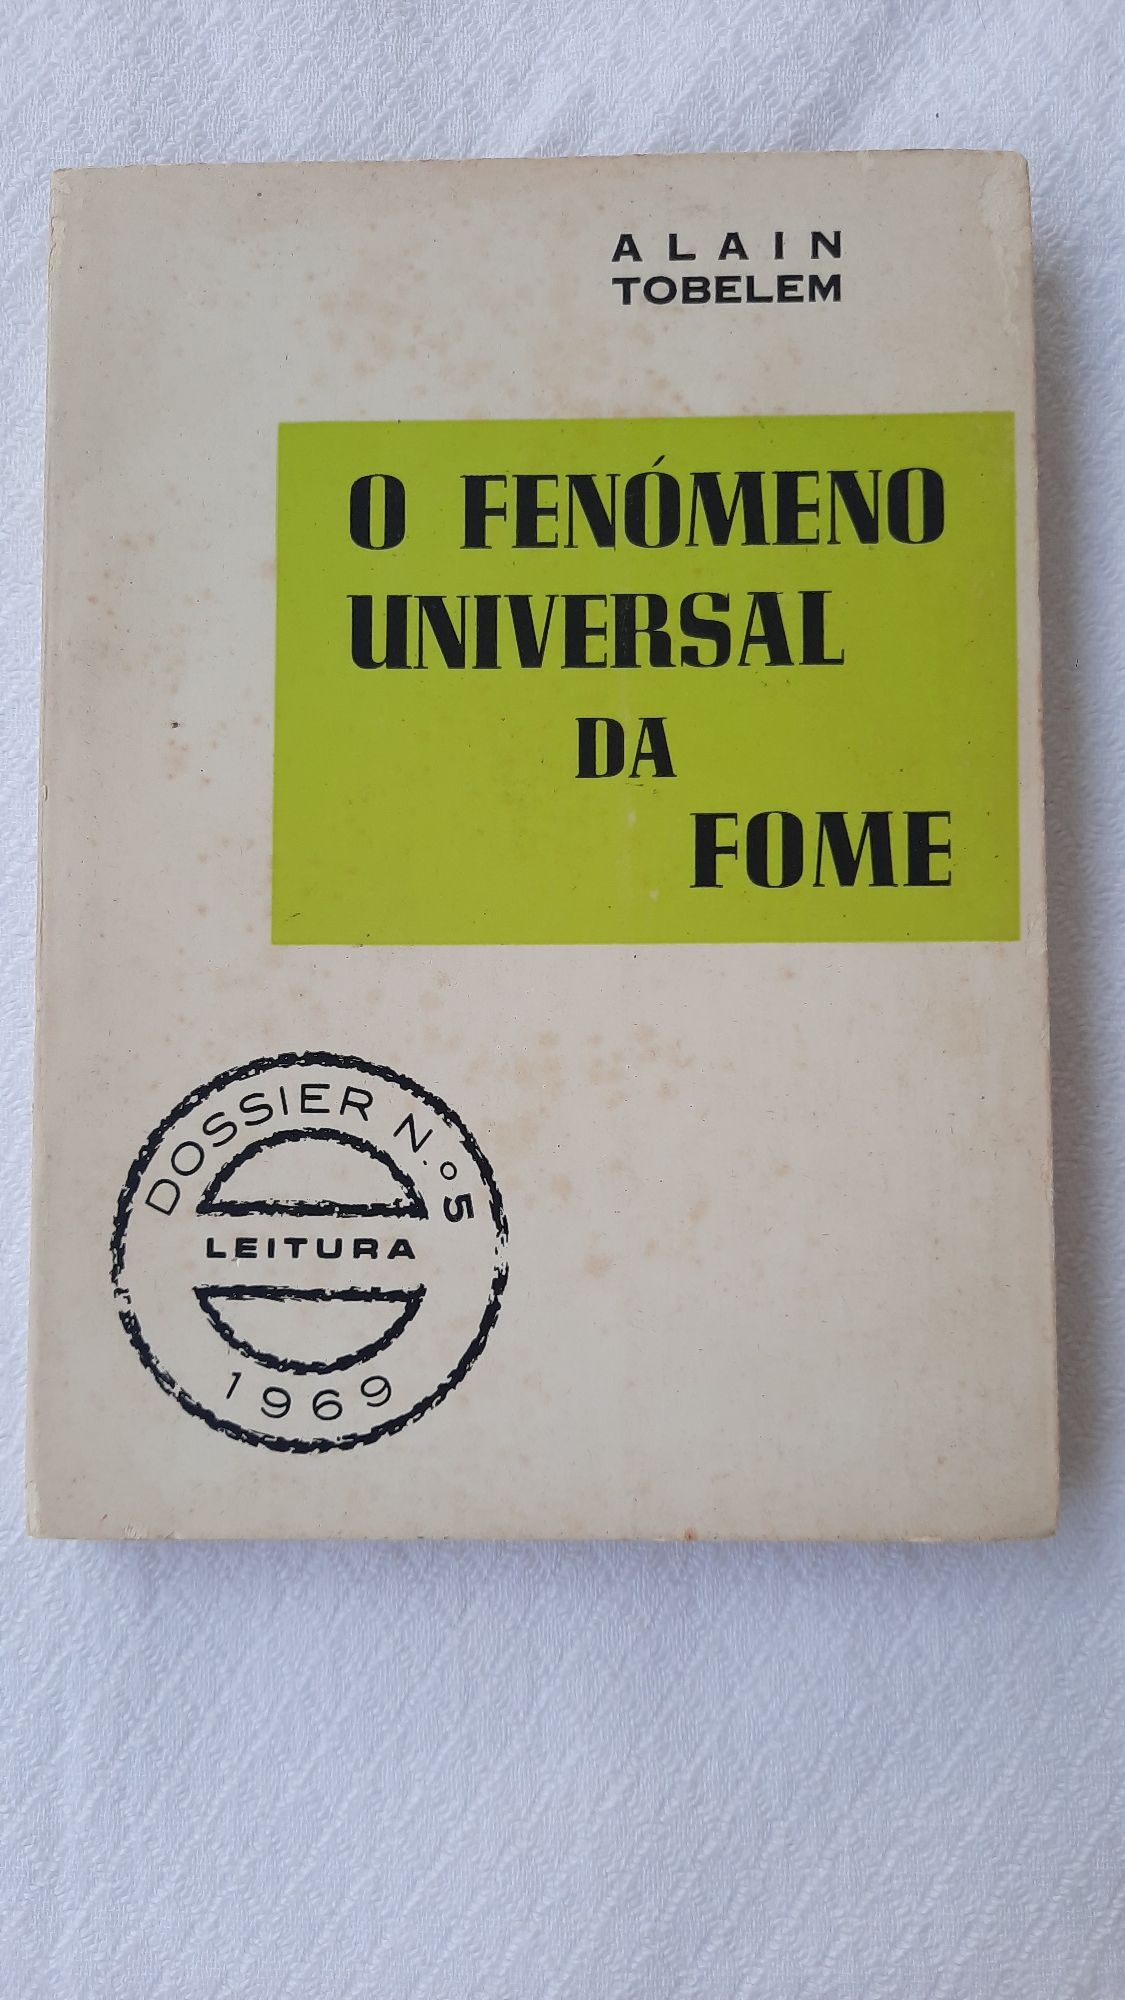 ALAIN
TOBELEM
O FENÓMENO
UNIVERSAL
DA
FOME
DOSSIER N.º 5
LEITURA
1969